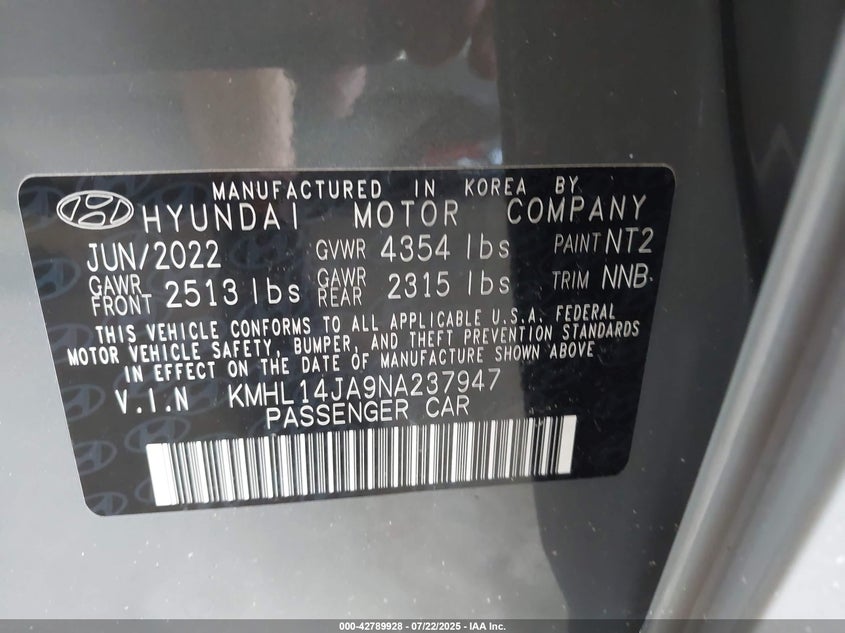 MANUFACTURED IN KOREA BY
HYUNDAI MOTOR COMPANY
JUN/2022 GVWR 4354 lbs PAINT NT2
GAWR FRONT 2513 lbs GAWR REAR 2315 lbs TRIM NNB
THIS VEHICLE CONFORMS TO ALL APPLICABLE U.S.A. FEDERAL
MOTOR VEHICLE SAFETY, BUMPER, AND THEFT PREVENTION STANDARDS
IN EFFECT ON THE DATE OF MANUFACTURE SHOWN ABOVE
V.I.N KMHL14JA9NA237947
PASSENGER CAR
000-42789928 - 07/22/2025 - IAA Inc.